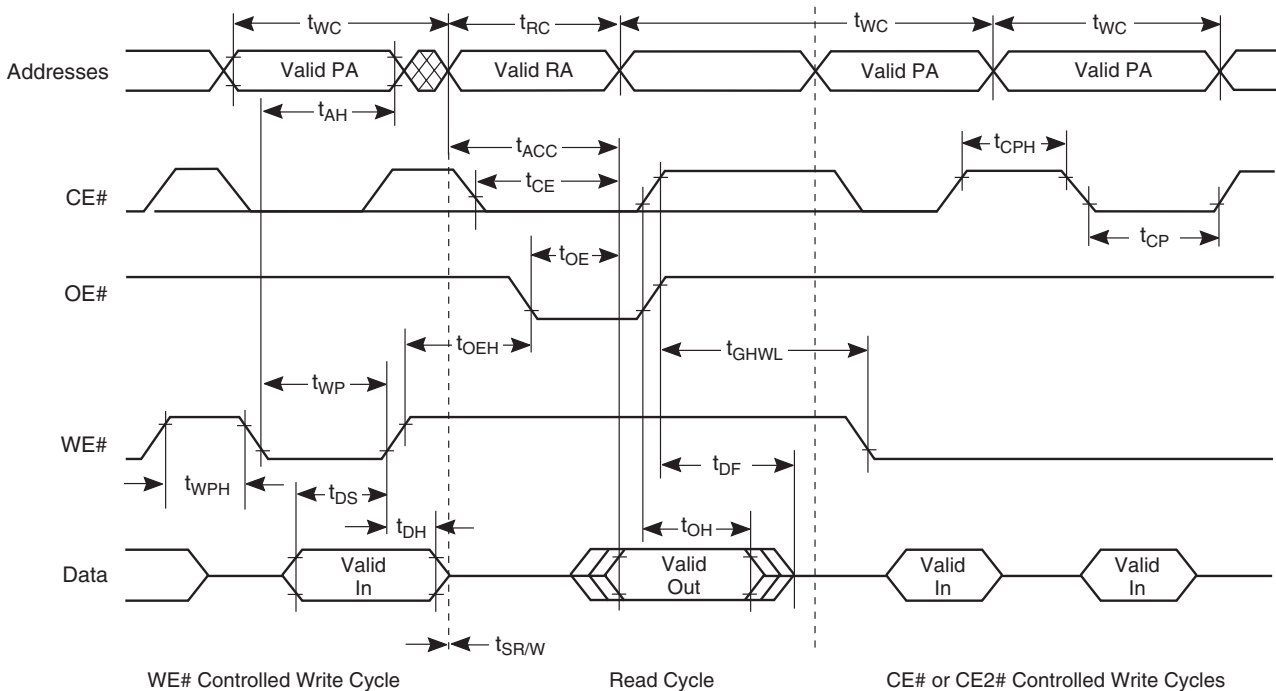 tWC tRC tWC tWC
Addresses Valid PA Valid RA Valid PA Valid PA
tAH
tACC
tCPH
CE# tCE
tCP
tOE
OE#
tOEH tGHWL
tWP
WE#
tWPH tDS tDF
tDH tOH
Data Valid In Valid Out Valid In Valid In
tSR/W
WE# Controlled Write Cycle Read Cycle CE# or CE2# Controlled Write Cycles